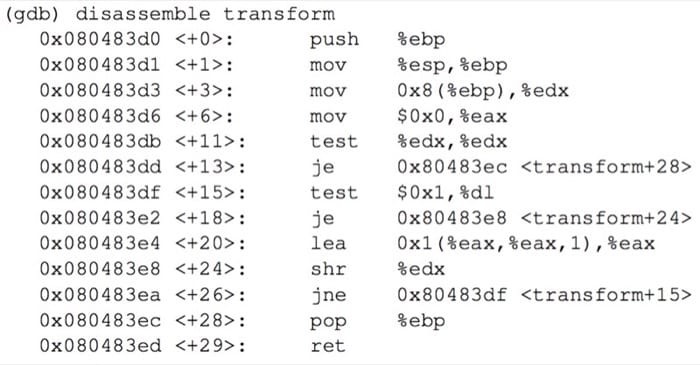 (gdb) disassemble transform
0x080483d0 <+0>: push %ebp
0x080483d1 <+1>: mov %esp,%ebp
0x080483d3 <+3>: mov 0x8(%ebp),%edx
0x080483d6 <+6>: mov $0x0,%eax
0x080483db <+11>: test %edx,%edx
0x080483dd <+13>: je 0x80483ec <transform+28>
0x080483df <+15>: test $0x1,%dl
0x080483e2 <+18>: je 0x80483e8 <transform+24>
0x080483e4 <+20>: lea 0x1(%eax,%eax,1),%eax
0x080483e8 <+24>: shr %edx
0x080483ea <+26>: jne 0x80483df <transform+15>
0x080483ec <+28>: pop %ebp
0x080483ed <+29>: ret